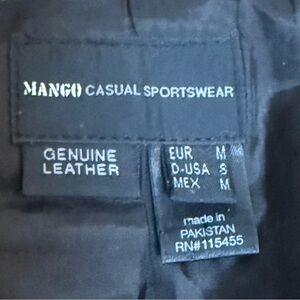 MANGO CASUAL SPORTSWEAR
GENUINE
LEATHER
EUR M
D-USA S
MEX M
made in
PAKISTAN
RN#115455